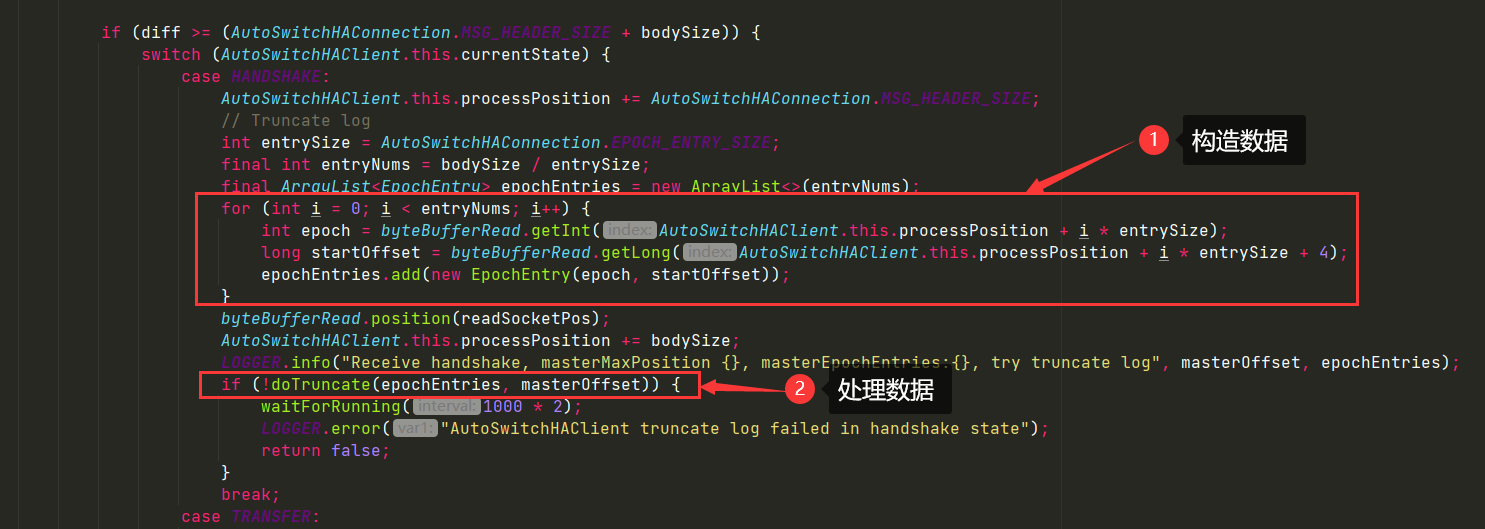 if (diff >= (AutoSwitchHAConnection.MSG_HEADER_SIZE + bodySize)) {
switch (AutoSwitchHAClient.this.currentState) {
case HANDSHAKE:
AutoSwitchHAClient.this.processPosition += AutoSwitchHAConnection.MSG_HEADER_SIZE;
// Truncate log
int entrySize = AutoSwitchHAConnection.EPOCH_ENTRY_SIZE;
1 构造数据
final int entryNums = bodySize / entrySize;
final ArrayList<EpochEntry> epochEntries = new ArrayList<>(entryNums);
for (int i = 0; i < entryNums; i++) {
int epoch = byteBufferRead.getInt( index: AutoSwitchHAClient.this.processPosition + i * entrySize);
long startOffset = byteBufferRead.getLong( index: AutoSwitchHAClient.this.processPosition + i * entrySize + 4);
epochEntries.add(new EpochEntry(epoch, startOffset));
}
byteBufferRead.position(readSocketPos);
AutoSwitchHAClient.this.processPosition += bodySize;
LOGGER.info("Receive handshake, masterMaxPosition {}, masterEpochEntries:{}, try truncate log", masterOffset, epochEntries);
if (!doTruncate(epochEntries, masterOffset)) {
2 处理数据
waitForRunning( interval: 1000 * 2);
LOGGER.error( var1: "AutoSwitchHAClient truncate log failed in handshake state");
return false;
}
break;
case TRANSFER: